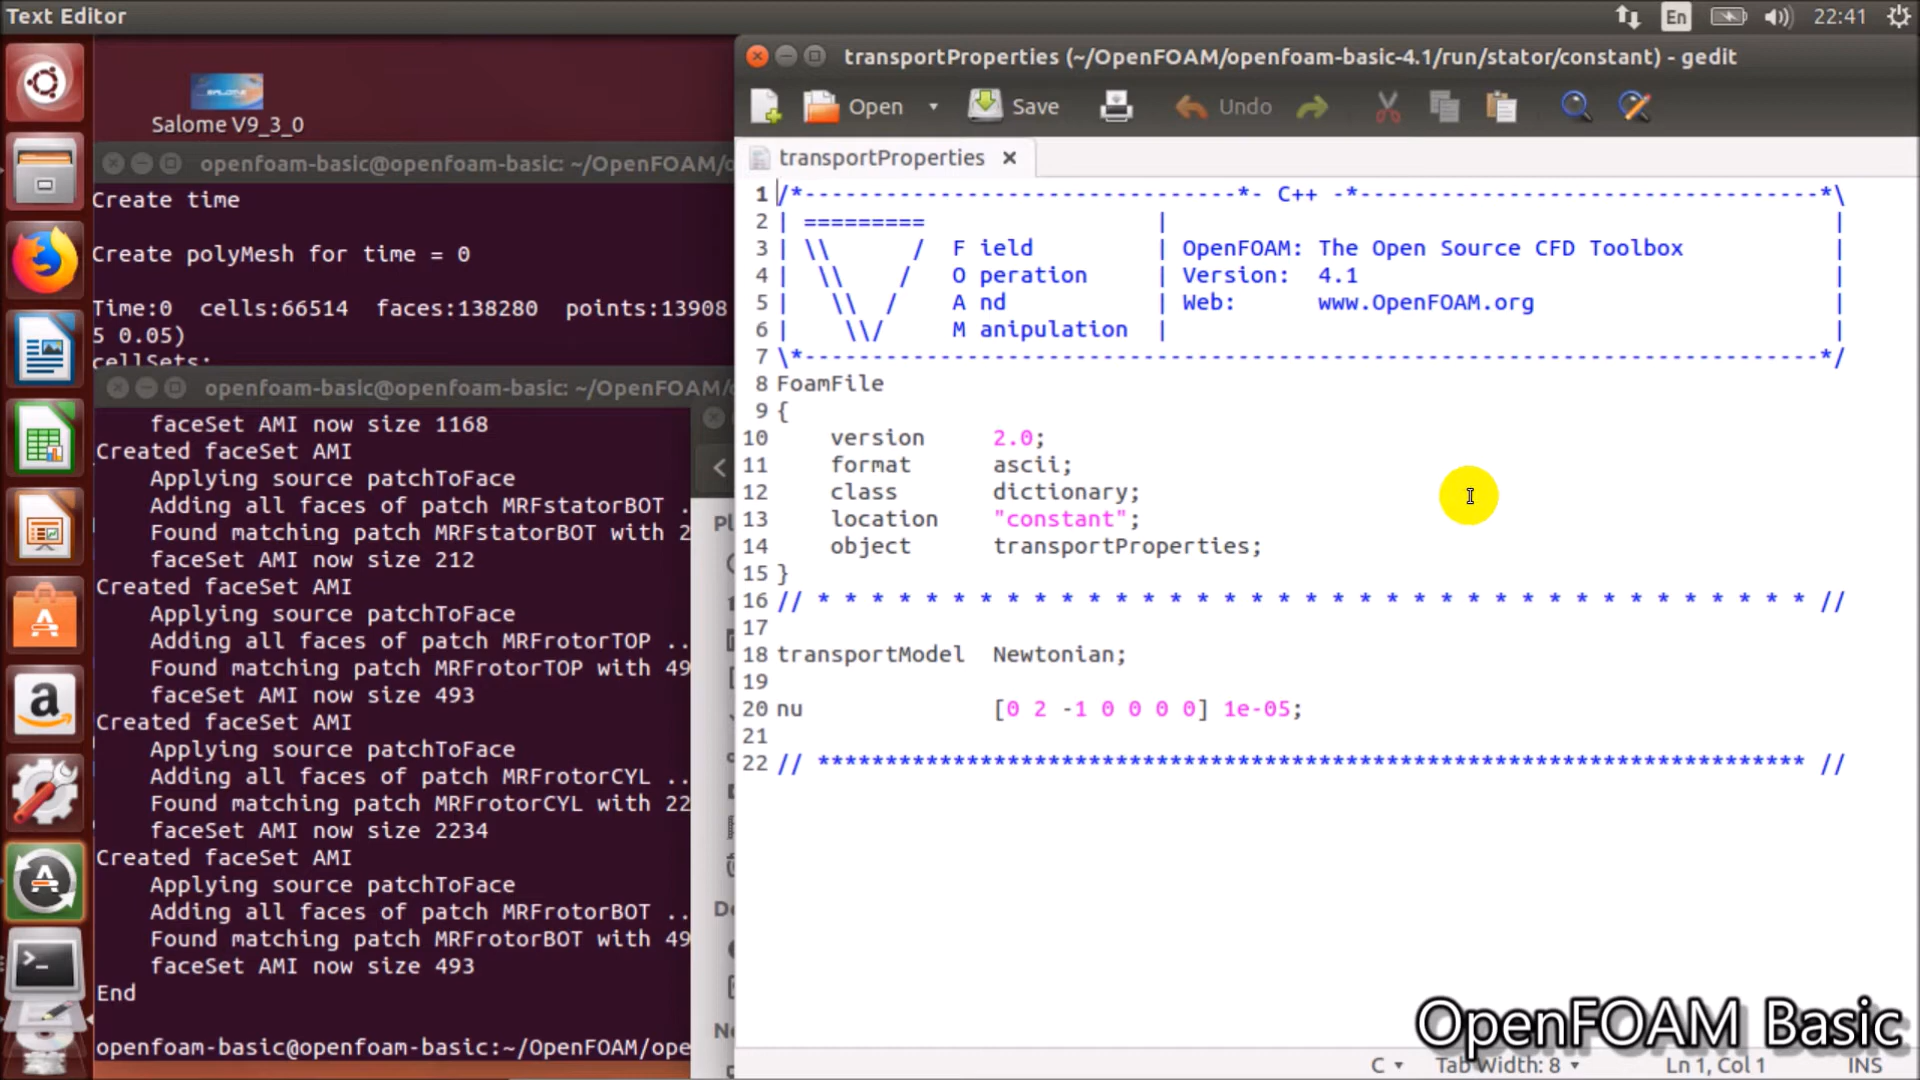 Text Editor
En
22:41
Salome V9_3_0
openfoam-basic@openfoam-basic: ~/OpenFOAM/o
Create time
Create polyMesh for time = 0
Time:0  cells:66514  faces:138280  points:13908
5 0.05)
cellSets:
openfoam-basic@openfoam-basic: ~/OpenFOAM/
faceSet AMI now size 1168
Created faceSet AMI
Applying source patchToFace
Adding all faces of patch MRFstatorBOT ..
Found matching patch MRFstatorBOT with 2
faceSet AMI now size 212
Created faceSet AMI
Applying source patchToFace
Adding all faces of patch MRFrotorTOP ..
Found matching patch MRFrotorTOP with 49
faceSet AMI now size 493
Created faceSet AMI
Applying source patchToFace
Adding all faces of patch MRFrotorCYL ..
Found matching patch MRFrotorCYL with 22
faceSet AMI now size 2234
Created faceSet AMI
Applying source patchToFace
Adding all faces of patch MRFrotorBOT ..
Found matching patch MRFrotorBOT with 49
faceSet AMI now size 493
End
openfoam-basic@openfoam-basic:~/OpenFOAM/ope
Pl
De
Ne
transportProperties (~/OpenFOAM/openfoam-basic-4.1/run/stator/constant) - gedit
Open Save Undo
transportProperties ×
1 /*--------------------------------*- C++ -*----------------------------------*\
2 | =========                 |                                                 |
3 | \\      /  F ield         | OpenFOAM: The Open Source CFD Toolbox           |
4 |  \\    /   O peration     | Version:  4.1                                   |
5 |   \\  /    A nd           | Web:      www.OpenFOAM.org                      |
6 |    \\/     M anipulation  |                                                 |
7 \*---------------------------------------------------------------------------*/
8 FoamFile
9 {
10     version     2.0;
11     format      ascii;
12     class       dictionary;
13     location    "constant";
14     object      transportProperties;
15 }
16 // * * * * * * * * * * * * * * * * * * * * * * * * * * * * * * * * * * * * * //
17
18 transportModel  Newtonian;
19
20 nu              [0 2 -1 0 0 0 0] 1e-05;
21
22 // ************************************************************************* //
OpenFOAM Basic
C Tab Width: 8 Ln 1, Col 1 INS